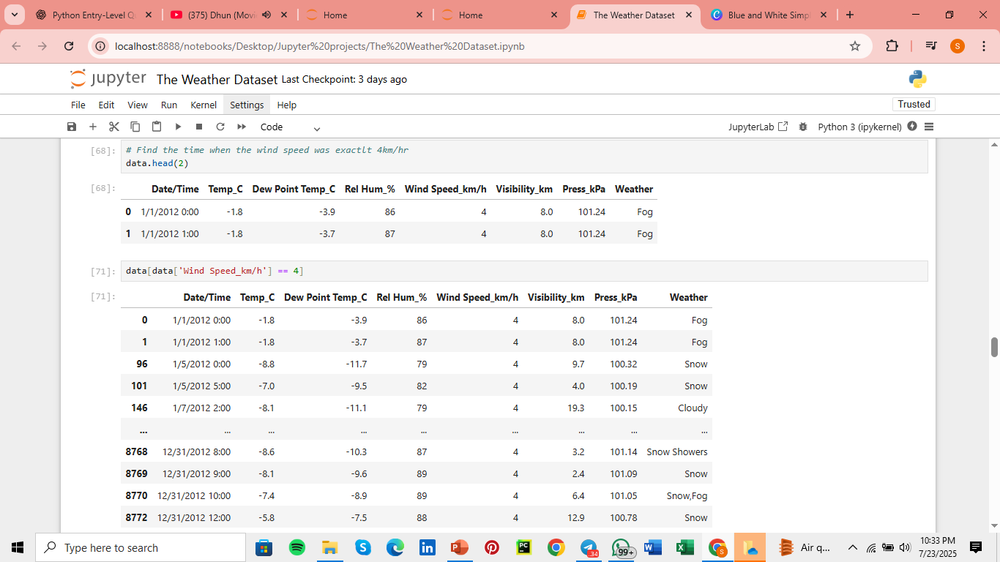 Python Entry-Level Q
(375) Dhun (Movi
Home
Home
The Weather Dataset
Blue and White Simp
localhost:8888/notebooks/Desktop/Jupyter%20projects/The%20Weather%20Dataset.ipynb
S
jupyter The Weather Dataset Last Checkpoint: 3 days ago
File Edit View Run Kernel Settings Help
Trusted
Code
JupyterLab
Python 3 (ipykernel)
[68]: # Find the time when the wind speed was exactlt 4km/hr
data.head(2)
[68]: Date/Time Temp_C Dew Point Temp_C Rel Hum_% Wind Speed_km/h Visibility_km Press_kPa Weather
0 1/1/2012 0:00 -1.8 -3.9 86 4 8.0 101.24 Fog
1 1/1/2012 1:00 -1.8 -3.7 87 4 8.0 101.24 Fog
[71]: data[data['Wind Speed_km/h'] == 4]
[71]: Date/Time Temp_C Dew Point Temp_C Rel Hum_% Wind Speed_km/h Visibility_km Press_kPa Weather
0 1/1/2012 0:00 -1.8 -3.9 86 4 8.0 101.24 Fog
1 1/1/2012 1:00 -1.8 -3.7 87 4 8.0 101.24 Fog
96 1/5/2012 0:00 -8.8 -11.7 79 4 9.7 100.32 Snow
101 1/5/2012 5:00 -7.0 -9.5 82 4 4.0 100.19 Snow
146 1/7/2012 2:00 -8.1 -11.1 79 4 19.3 100.15 Cloudy
... ... ... ... ... ... ... ... ...
8768 12/31/2012 8:00 -8.6 -10.3 87 4 3.2 101.14 Snow Showers
8769 12/31/2012 9:00 -8.1 -9.6 89 4 2.4 101.09 Snow
8770 12/31/2012 10:00 -7.4 -8.9 89 4 6.4 101.05 Snow,Fog
8772 12/31/2012 12:00 -5.8 -7.5 88 4 12.9 100.78 Snow
Type here to search
34
99+
Air q...
10:33 PM
7/23/2025